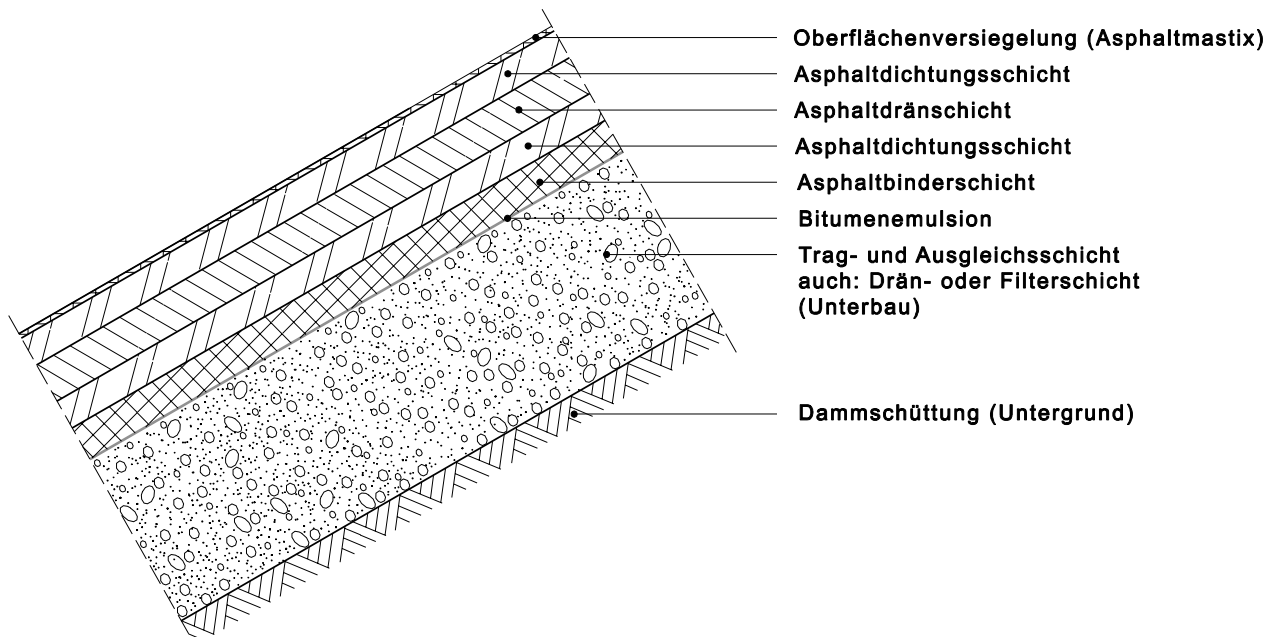 Oberflächenversiegelung (Asphaltmastix)
Asphaltdichtungsschicht
Asphaltdränschicht
Asphaltdichtungsschicht
Asphaltbinderschicht
Bitumenemulsion
Trag- und Ausgleichsschicht
auch: Drän- oder Filterschicht
(Unterbau)
Dammschüttung (Untergrund)